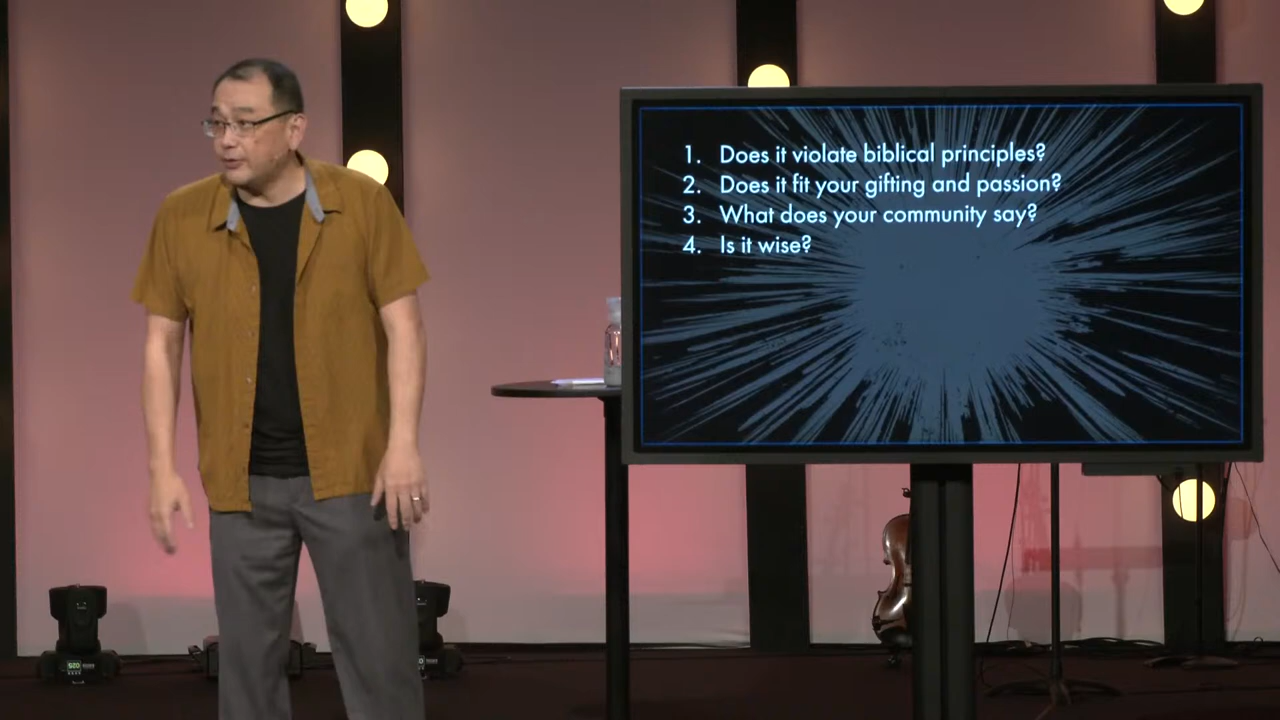 1. Does it violate biblical principles?
2. Does it fit your gifting and passion?
3. What does your community say?
4. Is it wise?